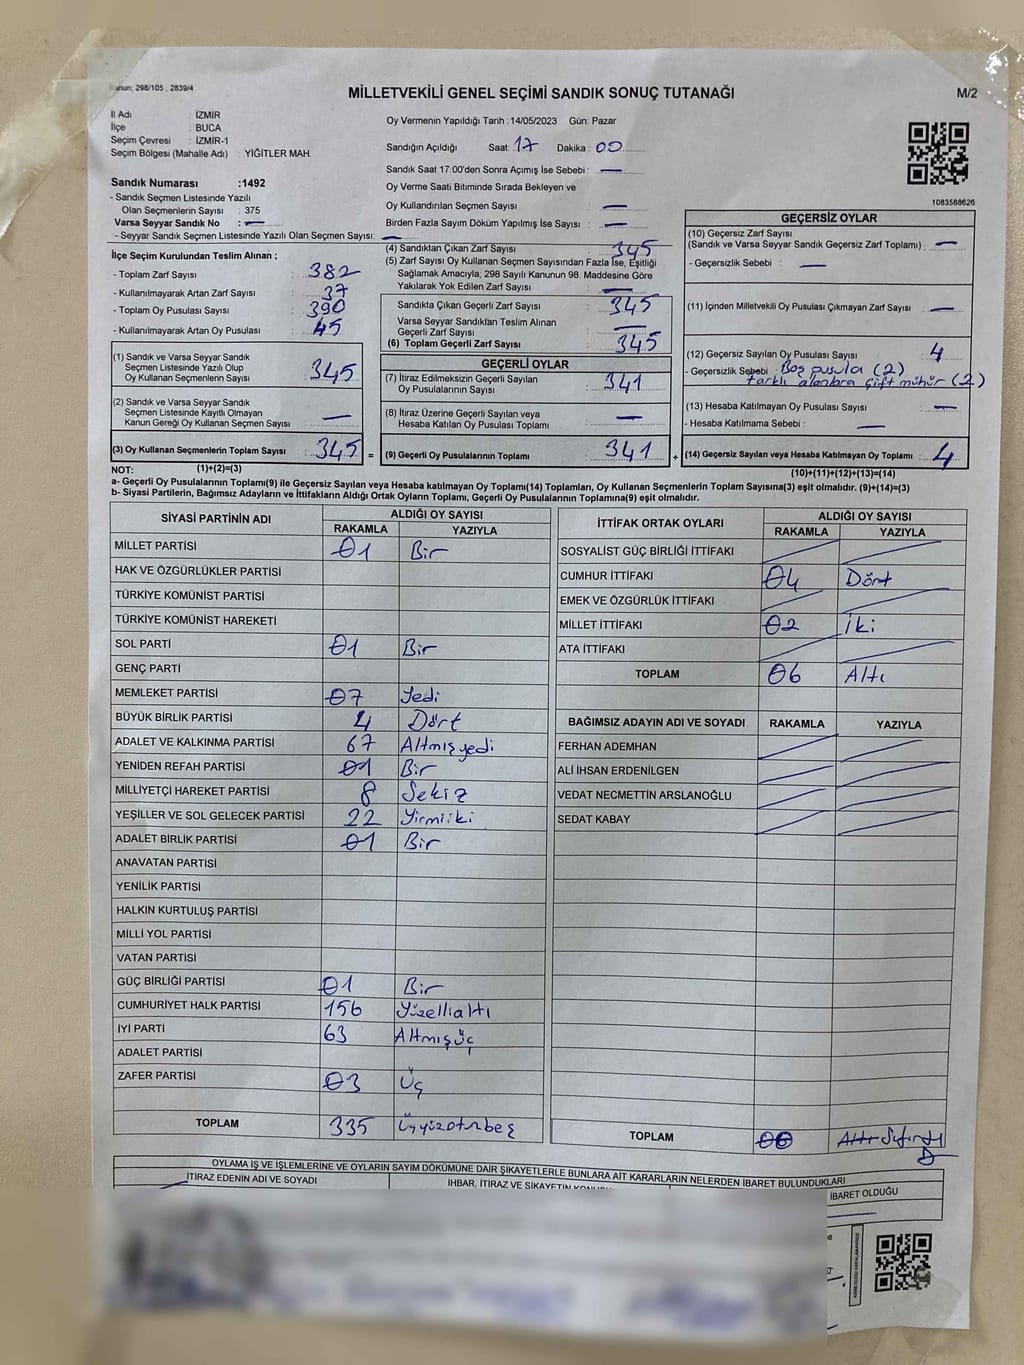 Kanun; 298/105 , 2839/4
MİLLETVEKİLİ GENEL SEÇİMİ SANDIK SONUÇ TUTANAĞI
M/2
İl Adı : İZMİR
İlçe : BUCA
Seçim Çevresi : İZMİR-1
Seçim Bölgesi (Mahalle Adı) : YİĞİTLER MAH.
Sandık Numarası :1492
- Sandık Seçmen Listesinde Yazılı
Olan Seçmenlerin Sayısı : 375
Varsa Seyyar Sandık No : —
- Seyyar Sandık Seçmen Listesinde Yazılı Olan Seçmen Sayısı: —
Oy Vermenin Yapıldığı Tarih :14/05/2023 Gün: Pazar
Sandığın Açıldığı Saat: 17 Dakika: 00
Sandık Saat 17:00'den Sonra Açımış İse Sebebi : —
Oy Verme Saati Bitiminde Sırada Bekleyen ve
Oy Kullandırılan Seçmen Sayısı : —
Birden Fazla Sayım Döküm Yapılmış İse Sayısı : —
1083588626
İlçe Seçim Kurulundan Teslim Alınan ;
- Toplam Zarf Sayısı : 382
- Kullanılmayarak Artan Zarf Sayısı : 37
- Toplam Oy Pusulası Sayısı : 390
- Kullanılmayarak Artan Oy Pusulası : 45
(1) Sandık ve Varsa Seyyar Sandık
Seçmen Listesinde Yazılı Olup
Oy Kullanan Seçmenlerin Sayısı : 345
(2) Sandık ve Varsa Seyyar Sandık
Seçmen Listesinde Kayıtlı Olmayan
Kanun Gereği Oy Kullanan Seçmen Sayısı : —
(3) Oy Kullanan Seçmenlerin Toplam Sayısı : 345 =
(4) Sandıktan Çıkan Zarf Sayısı : 345
(5) Zarf Sayısı Oy Kullanan Seçmen Sayısından Fazla İse, Eşitliği
Sağlamak Amacıyla; 298 Sayılı Kanunun 98. Maddesine Göre
Yakılarak Yok Edilen Zarf Sayısı : —
Sandıkta Çıkan Geçerli Zarf Sayısı : 345
Varsa Seyyar Sandıktan Teslim Alınan
Geçerli Zarf Sayısı : —
(6) Toplam Geçerli Zarf Sayısı : 345
GEÇERLİ OYLAR
(7) İtiraz Edilmeksizin Geçerli Sayılan
Oy Pusulalarının Sayısı : 341
(8) İtiraz Üzerine Geçerli Sayılan veya
Hesaba Katılan Oy Pusulası Toplamı : —
(9) Geçerli Oy Pusulalarının Toplamı : 341 +
GEÇERSİZ OYLAR
(10) Geçersiz Zarf Sayısı
(Sandık ve Varsa Seyyar Sandık Geçersiz Zarf Toplamı) : —
- Geçersizlik Sebebi : —
(11) İçinden Milletvekili Oy Pusulası Çıkmayan Zarf Sayısı : —
(12) Geçersiz Sayılan Oy Pusulası Sayısı : 4
- Geçersizlik Sebebi : Boş pusula (2)
farklı alanlara çift mühür (2)
(13) Hesaba Katılmayan Oy Pusulası Sayısı : —
- Hesaba Katılmama Sebebi : —
(14) Geçersiz Sayılan veya Hesaba Katılmayan Oy Toplamı : 4
NOT: (1)+(2)=(3)
(10)+(11)+(12)+(13)=(14)
a- Geçerli Oy Pusulalarının Toplamı(9) ile Geçersiz Sayılan veya Hesaba katılmayan Oy Toplamı(14) Toplamları, Oy Kullanan Seçmenlerin Toplam Sayısına(3) eşit olmalıdır. (9)+(14)=(3)
b- Siyasi Partilerin, Bağımsız Adayların ve İttifakların Aldığı Ortak Oyların Toplamı, Geçerli Oy Pusulalarının Toplamına(9) eşit olmalıdır.
SİYASİ PARTİNİN ADI ALDIĞI OY SAYISI
RAKAMLA YAZIYLA
MİLLET PARTİSİ 01 Bir
HAK VE ÖZGÜRLÜKLER PARTİSİ
TÜRKİYE KOMÜNİST PARTİSİ
TÜRKİYE KOMÜNİST HAREKETİ
SOL PARTİ 01 Bir
GENÇ PARTİ
MEMLEKET PARTİSİ 07 Yedi
BÜYÜK BİRLİK PARTİSİ 4 Dört
ADALET VE KALKINMA PARTİSİ 67 Altmışyedi
YENİDEN REFAH PARTİSİ 01 Bir
MİLLİYETÇİ HAREKET PARTİSİ 8 Sekiz
YEŞİLLER VE SOL GELECEK PARTİSİ 22 Yirmiiki
ADALET BİRLİK PARTİSİ 01 Bir
ANAVATAN PARTİSİ
YENİLİK PARTİSİ
HALKIN KURTULUŞ PARTİSİ
MİLLİ YOL PARTİSİ
VATAN PARTİSİ
GÜÇ BİRLİĞİ PARTİSİ 01 Bir
CUMHURİYET HALK PARTİSİ 156 Yüzellialtı
İYİ PARTİ 63 Altmışüç
ADALET PARTİSİ
ZAFER PARTİSİ 03 Üç
TOPLAM 335 Üçyüzotuzbeş
İTTİFAK ORTAK OYLARI ALDIĞI OY SAYISI
RAKAMLA YAZIYLA
SOSYALİST GÜÇ BİRLİĞİ İTTİFAKI
CUMHUR İTTİFAKI 04 Dört
EMEK VE ÖZGÜRLÜK İTTİFAKI
MİLLET İTTİFAKI 02 İki
ATA İTTİFAKI
TOPLAM 06 Altı
BAĞIMSIZ ADAYIN ADI VE SOYADI RAKAMLA YAZIYLA
FERHAN ADEMHAN
ALİ İHSAN ERDENİLGEN
VEDAT NECMETTİN ARSLANOĞLU
SEDAT KABAY
TOPLAM Altı Sıfırdı
OYLAMA İŞ VE İŞLEMLERİNE VE OYLARIN SAYIM DÖKÜMÜNE DAİR ŞİKAYETLERLE BUNLARA AİT KARARLARIN NELERDEN İBARET BULUNDUKLARI
İTİRAZ EDENİN ADI VE SOYADI
İHBAR, İTİRAZ VE ŞİKAYETİN KONUSU
İBARET OLDUĞU